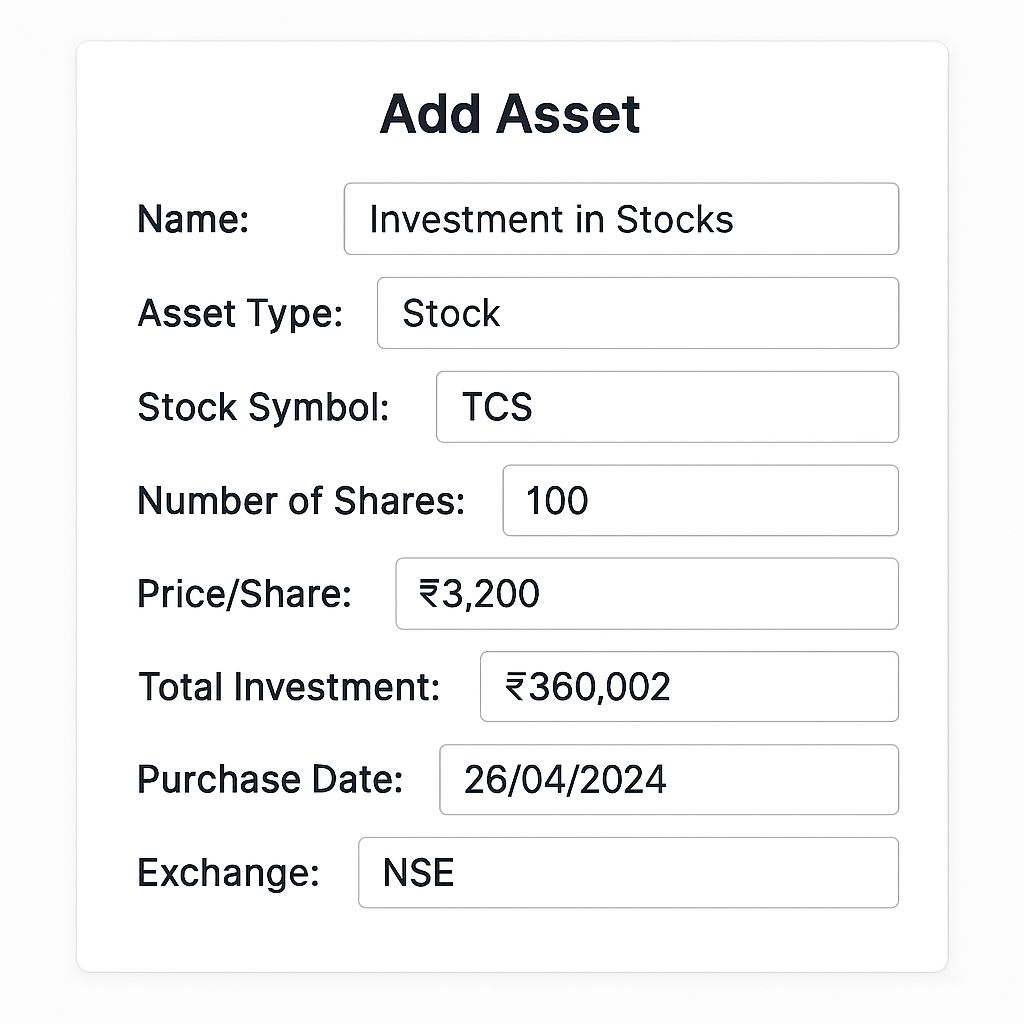 Add Asset
Name: Investment in Stocks
Asset Type: Stock
Stock Symbol: TCS
Number of Shares: 100
Price/Share: ₹3,200
Total Investment: ₹360,002
Purchase Date: 26/04/2024
Exchange: NSE